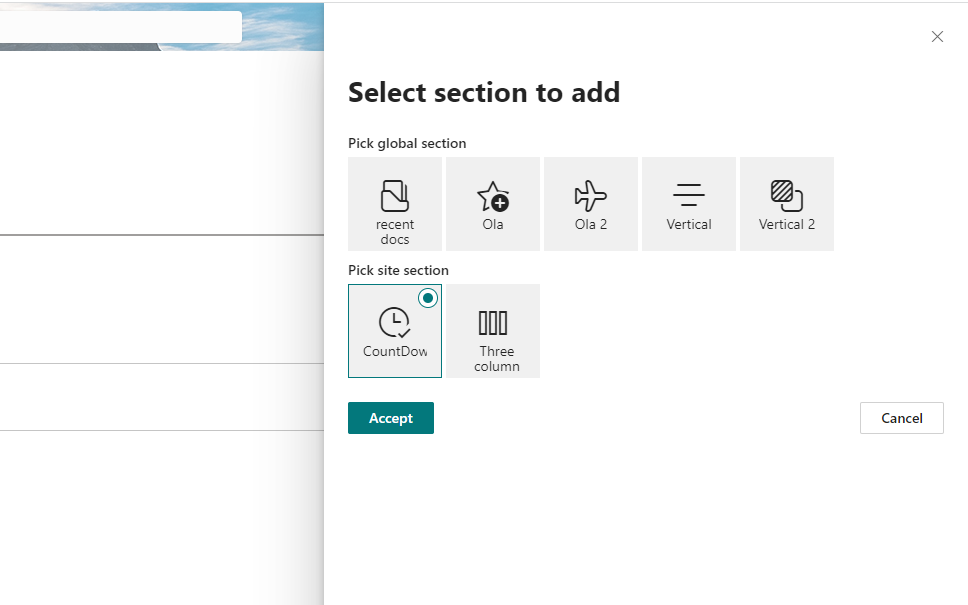 Select section to add
Pick global section
recent
docs
Ola
Ola 2
Vertical
Vertical 2
Pick site section
CountDow
Three
column
Accept
Cancel